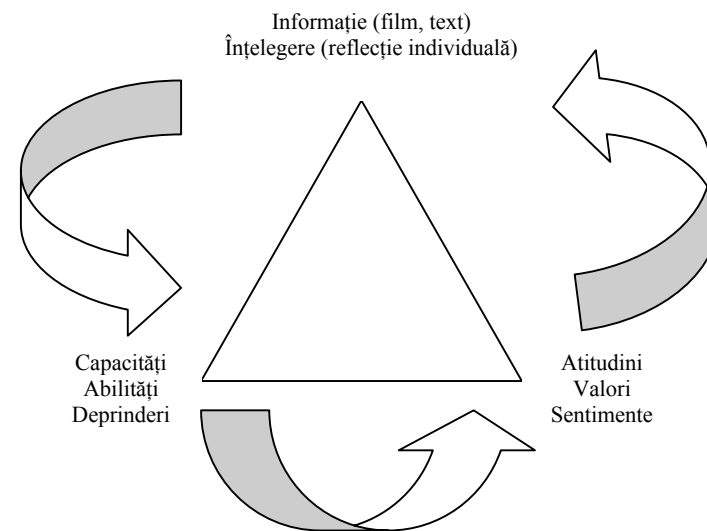 Informație (film, text)
Înțelegere (reflecție individuală)
Capacități
Abilități
Deprinderi
Atitudini
Valori
Sentimente